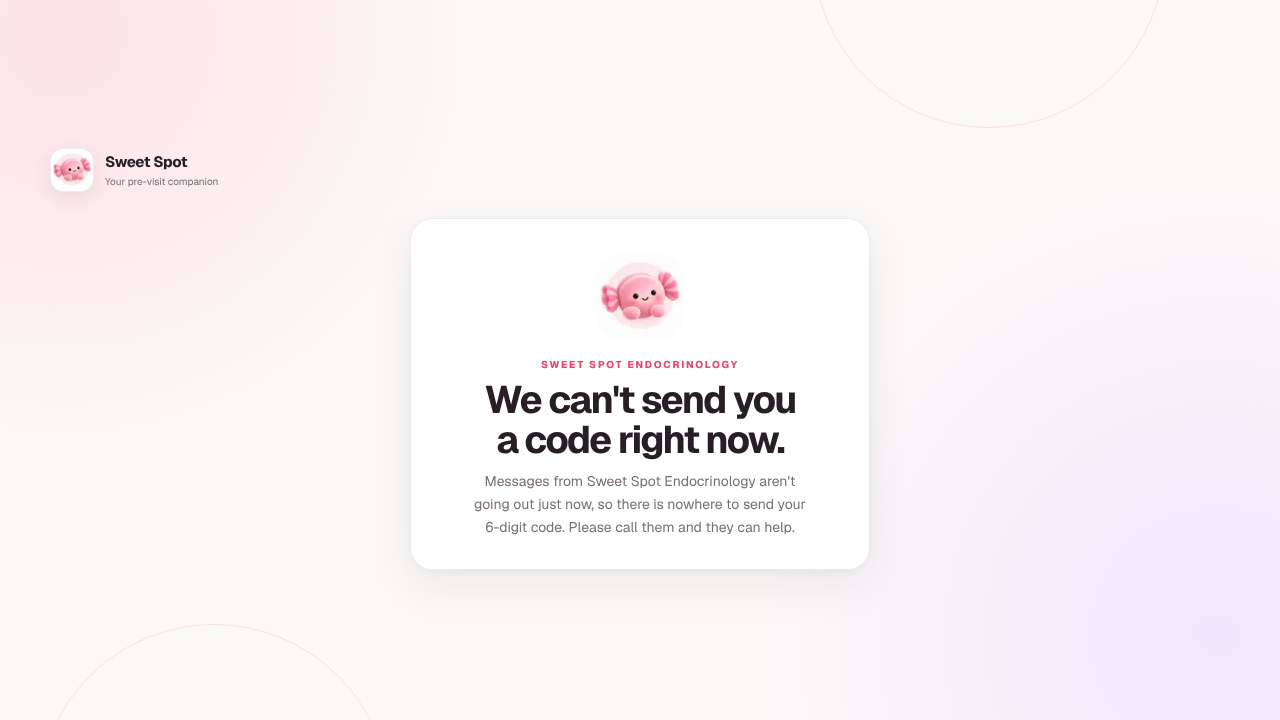 Sweet Spot
Your pre-visit companion
SWEET SPOT ENDOCRINOLOGY
We can't send you
a code right now.
Messages from Sweet Spot Endocrinology aren't
going out just now, so there is nowhere to send your
6-digit code. Please call them and they can help.